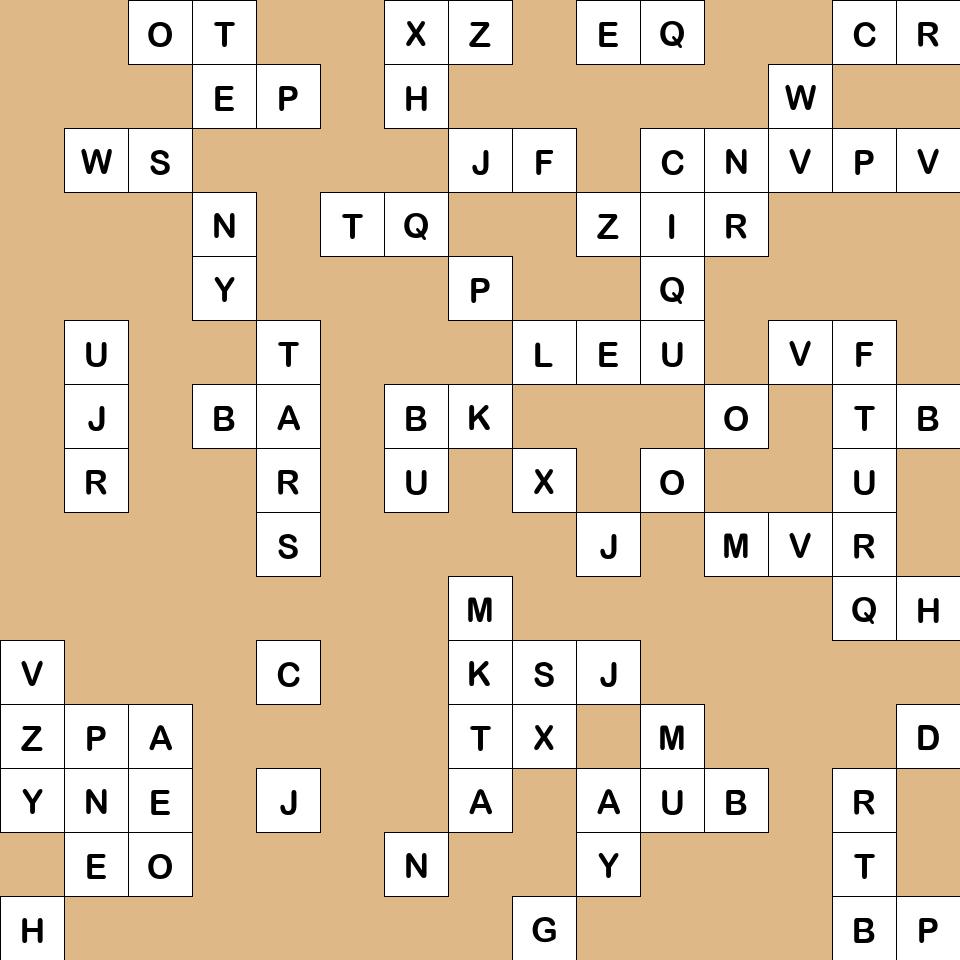 O T X Z E Q C R
E P H W
W S J F C N V P V
N T Q Z I R
Y P Q
U T L E U V F
J B A B K O T B
R R U X O U
S J M V R
M Q H
V C K S J
Z P A T X M D
Y N E J A A U B R
E O N Y T
H G B P